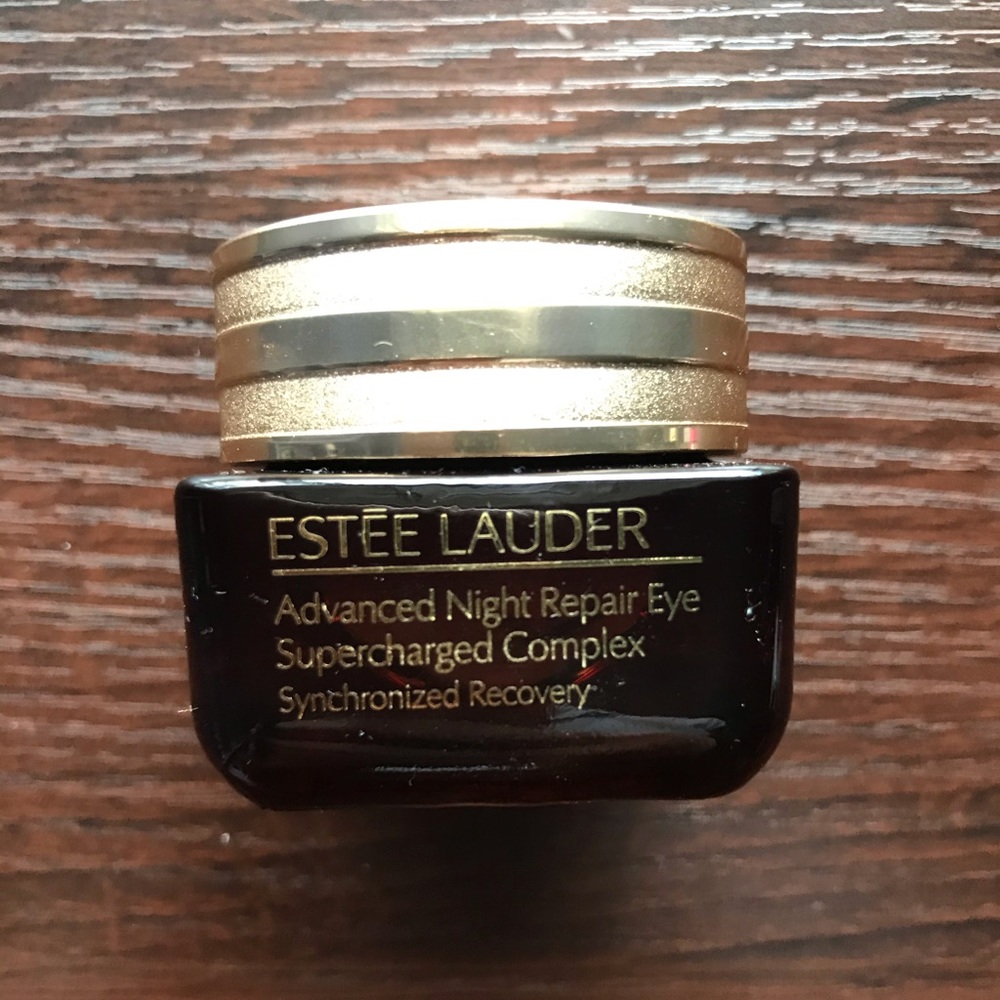 ESTĒE LAUDER
Advanced Night Repair Eye
Supercharged Complex
Synchronized Recovery